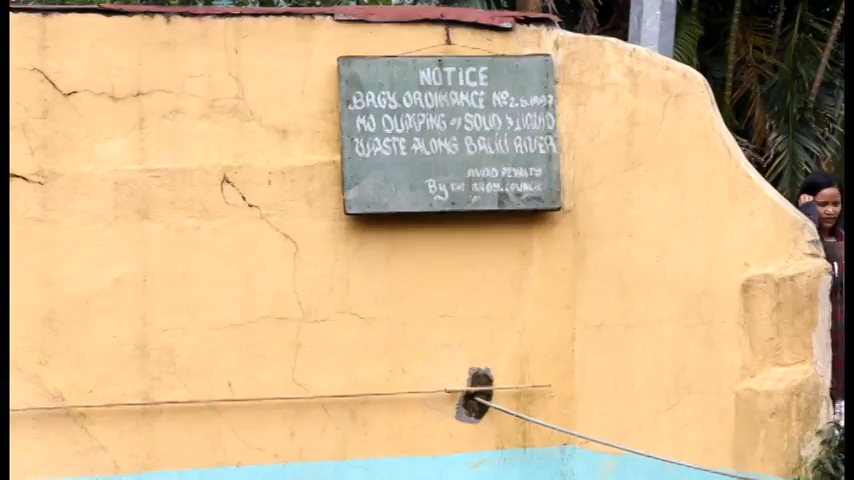 NOTICE
BRGY. ORDINANCE No 2.S.1997
NO DUMPING of SOLID & LIQUID
WASTE ALONG BALILI RIVER
AVOID PENALTY
By: THE BRGY. COUNCIL